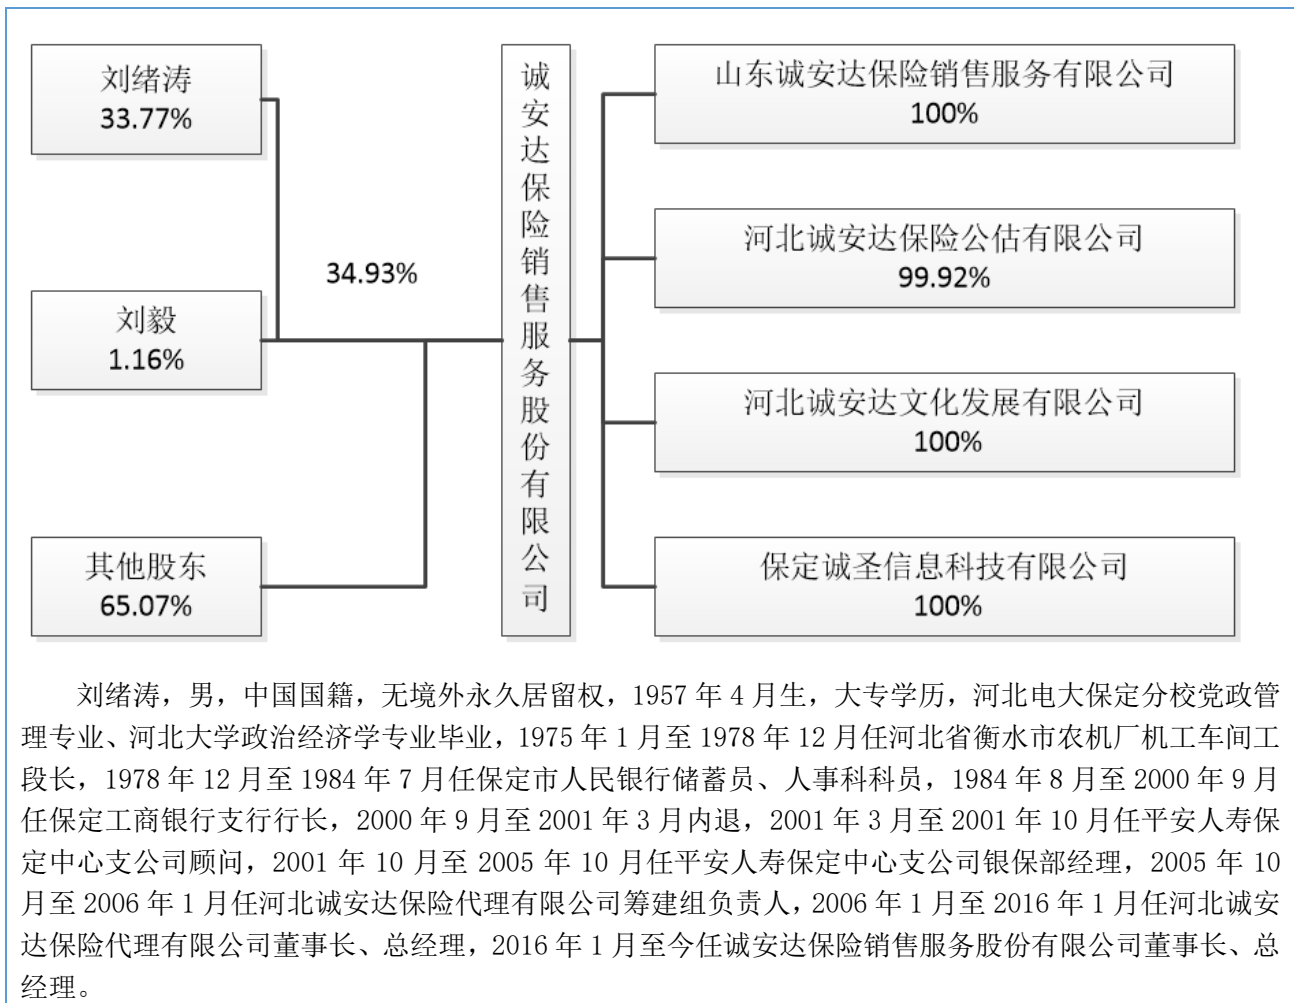 刘绪涛
33.77%
刘毅
1.16%
其他股东
65.07%
34.93%
诚安达保险销售服务股份有限公司
山东诚安达保险销售服务有限公司
100%
河北诚安达保险公估有限公司
99.92%
河北诚安达文化发展有限公司
100%
保定诚圣信息科技有限公司
100%
刘绪涛，男，中国国籍，无境外永久居留权，1957 年 4 月生，大专学历，河北电大保定分校党政管
理专业、河北大学政治经济学专业毕业，1975 年 1 月至 1978 年 12 月任河北省衡水市农机厂机工车间工
段长，1978 年 12 月至 1984 年 7 月任保定市人民银行储蓄员、人事科科员，1984 年 8 月至 2000 年 9 月
任保定工商银行支行行长，2000 年 9 月至 2001 年 3 月内退，2001 年 3 月至 2001 年 10 月任平安人寿保
定中心支公司顾问，2001 年 10 月至 2005 年 10 月任平安人寿保定中心支公司银保部经理，2005 年 10
月至 2006 年 1 月任河北诚安达保险代理有限公司筹建组负责人，2006 年 1 月至 2016 年 1 月任河北诚安
达保险代理有限公司董事长、总经理，2016 年 1 月至今任诚安达保险销售服务股份有限公司董事长、总
经理。